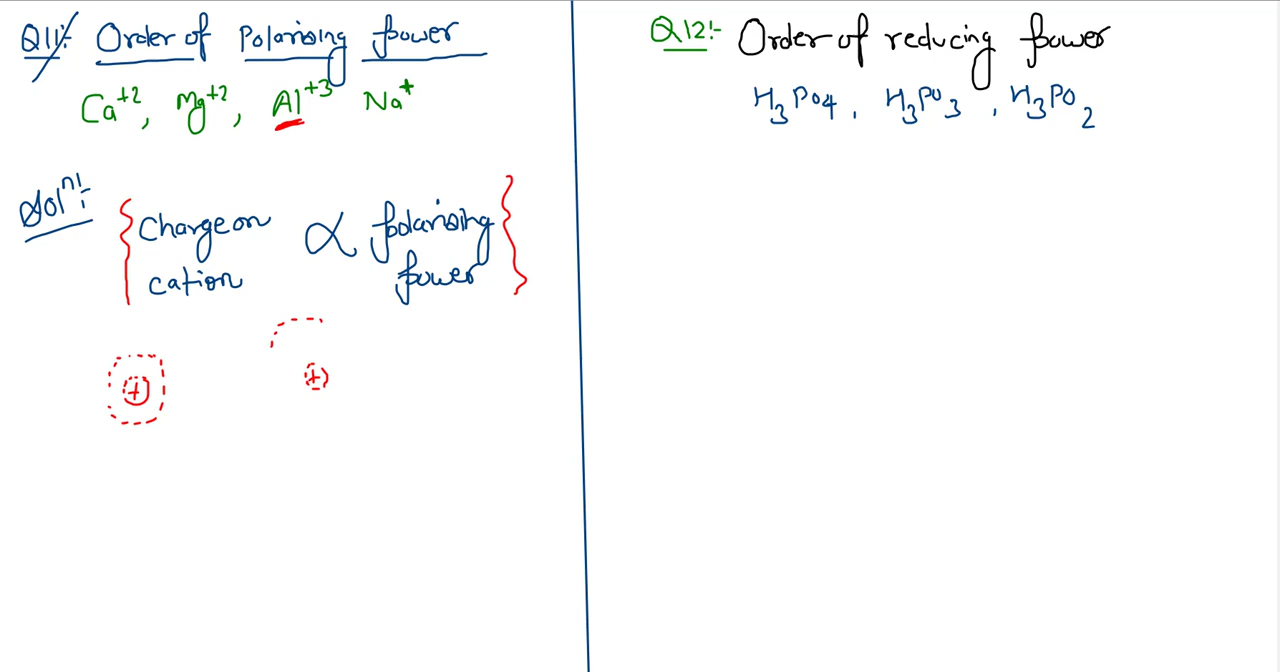 Q11:- Order of Polarising power
Ca+2, Mg+2, Al+3 Na+
Soln:-
Charge on ∝ polarising
cation power
+ +
Q12:- Order of reducing power
H3PO4, H3PO3, H3PO2